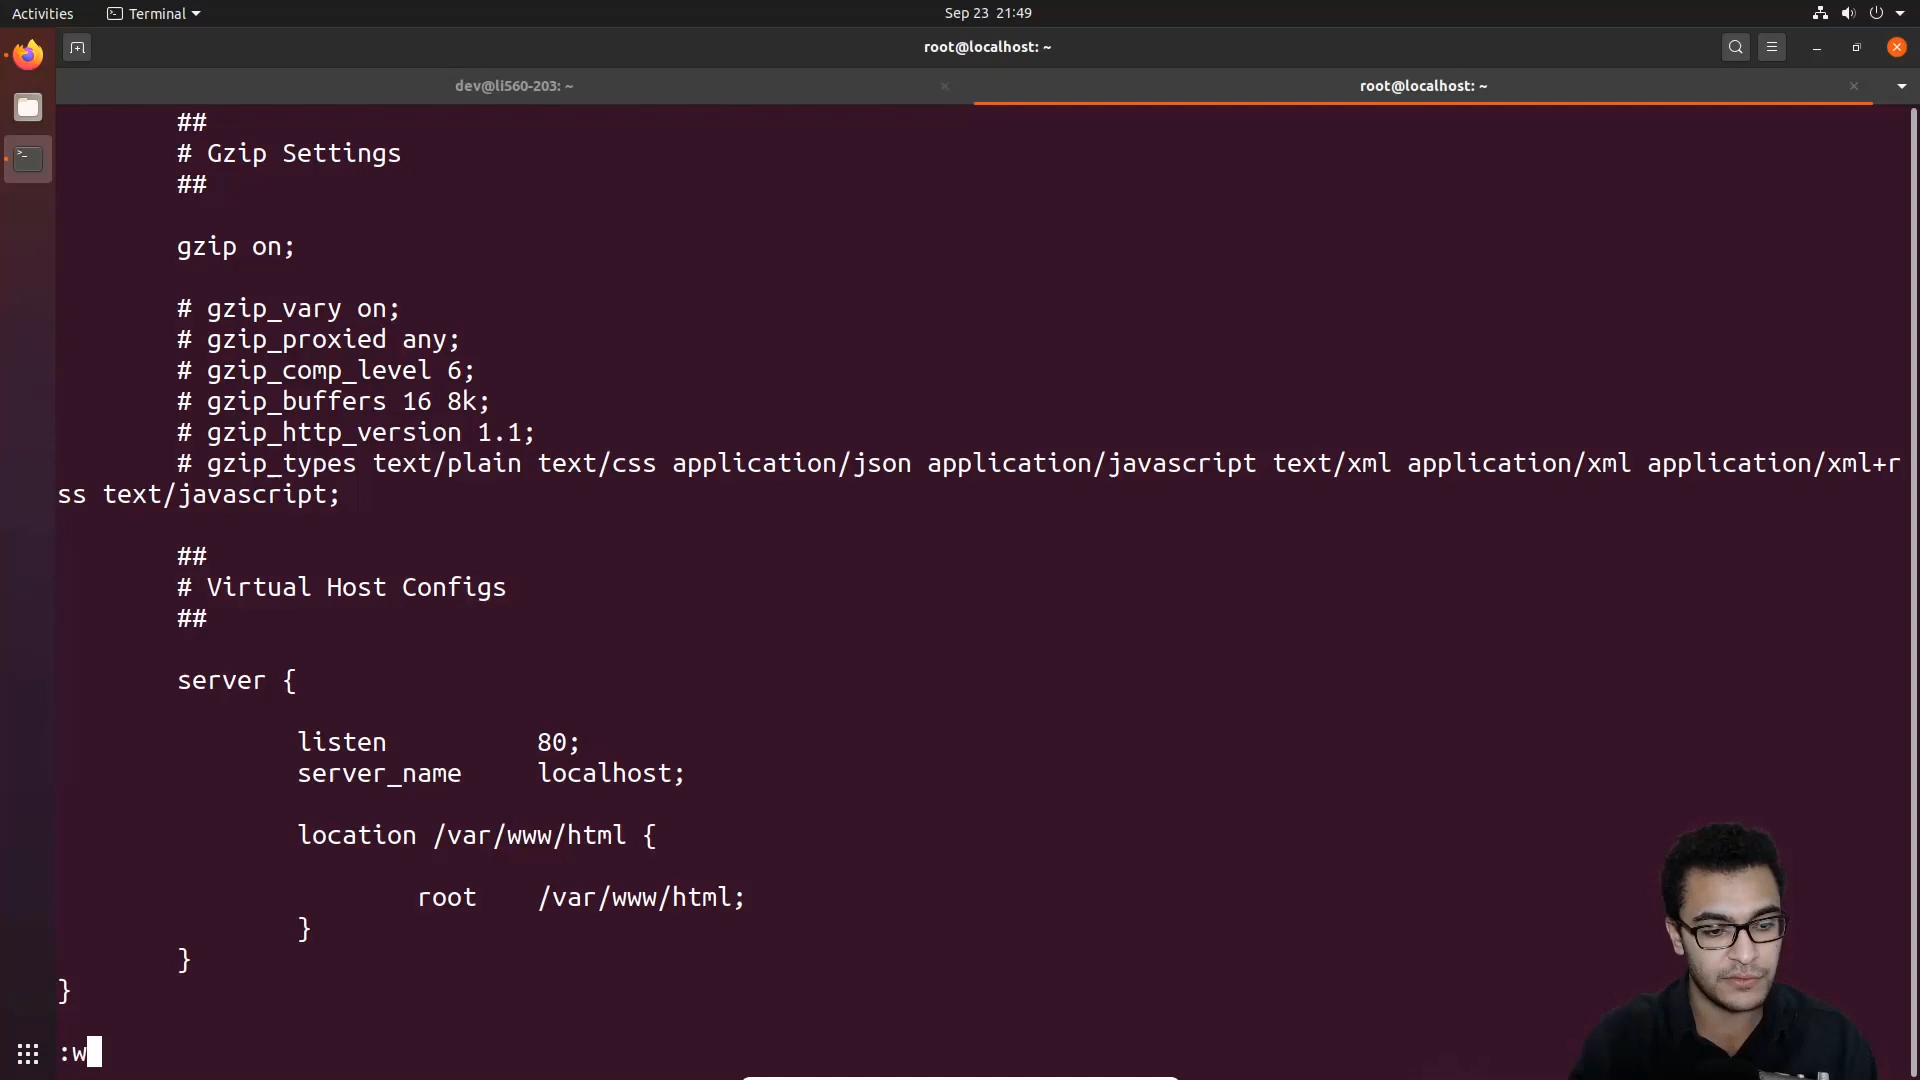 Activities
Terminal
Sep 23 21:49
root@localhost: ~
dev@li560-203: ~
root@localhost: ~
##
# Gzip Settings
##
gzip on;
# gzip_vary on;
# gzip_proxied any;
# gzip_comp_level 6;
# gzip_buffers 16 8k;
# gzip_http_version 1.1;
# gzip_types text/plain text/css application/json application/javascript text/xml application/xml application/xml+r
ss text/javascript;
##
# Virtual Host Configs
##
server {
listen 80;
server_name localhost;
location /var/www/html {
root /var/www/html;
}
}
}
:w